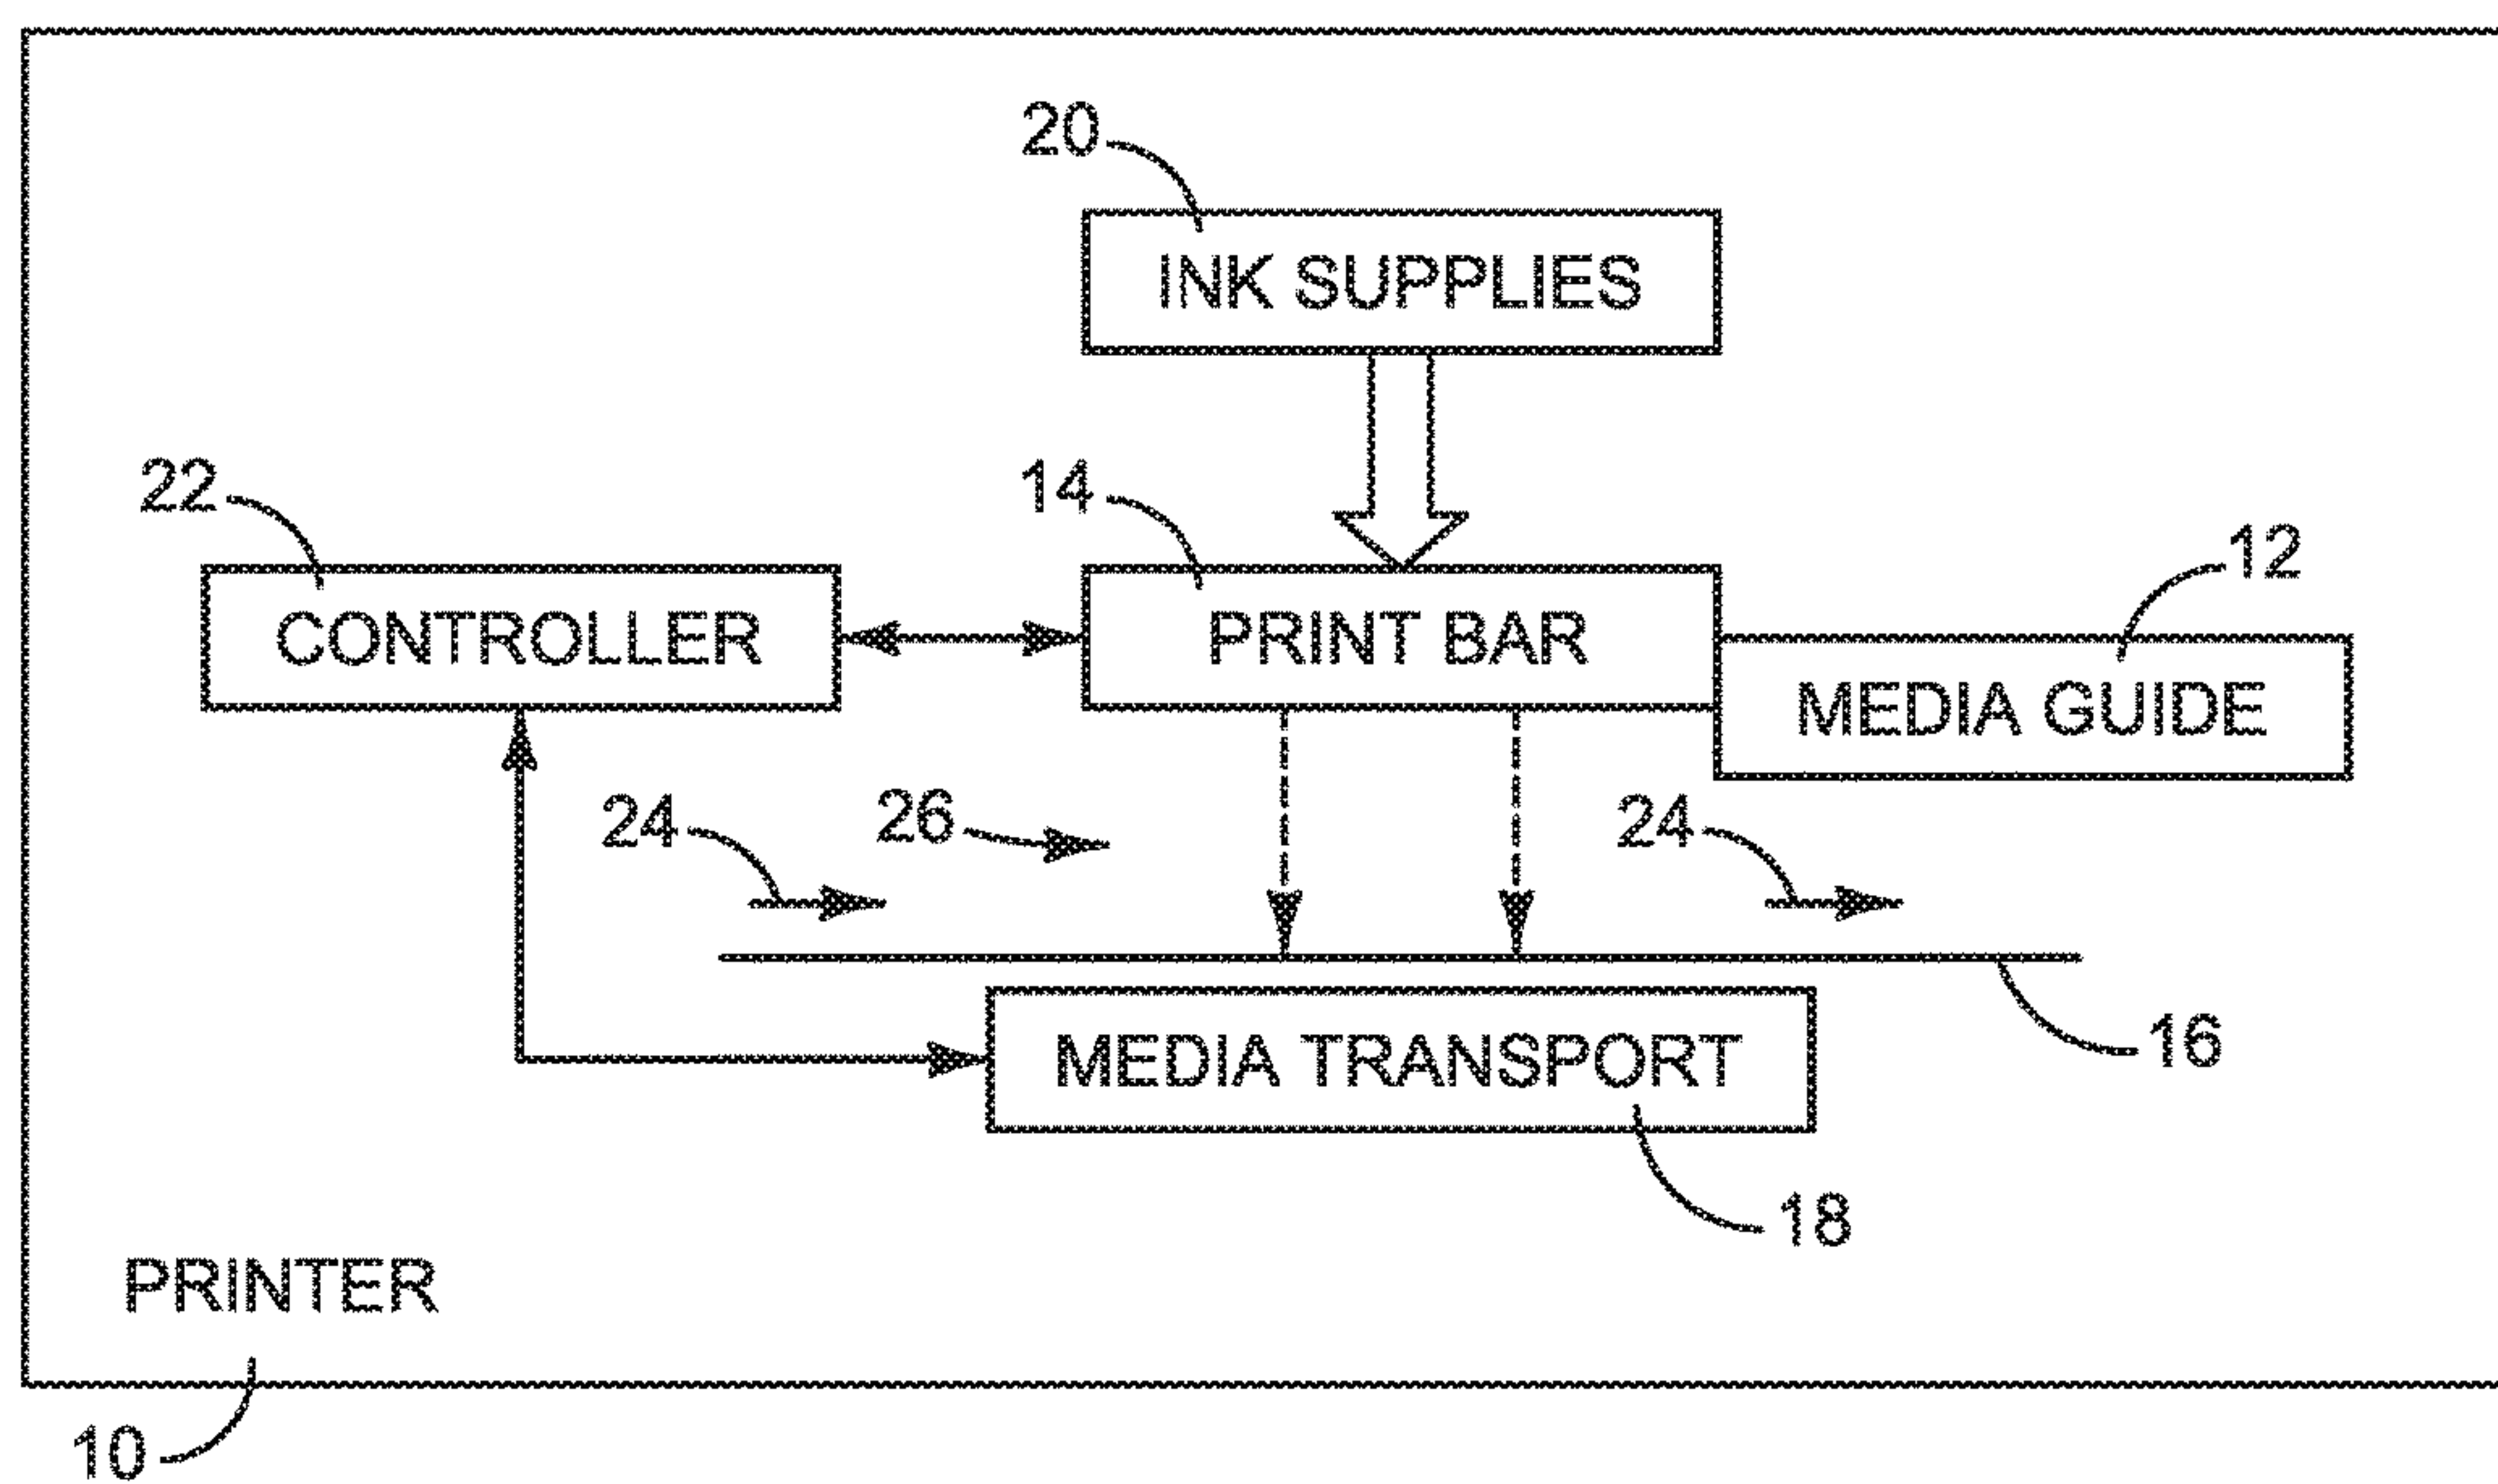 20
INK SUPPLIES
22
14
12
CONTROLLER
PRINT BAR
MEDIA GUIDE
24
26
24
16
MEDIA TRANSPORT
18
PRINTER
10